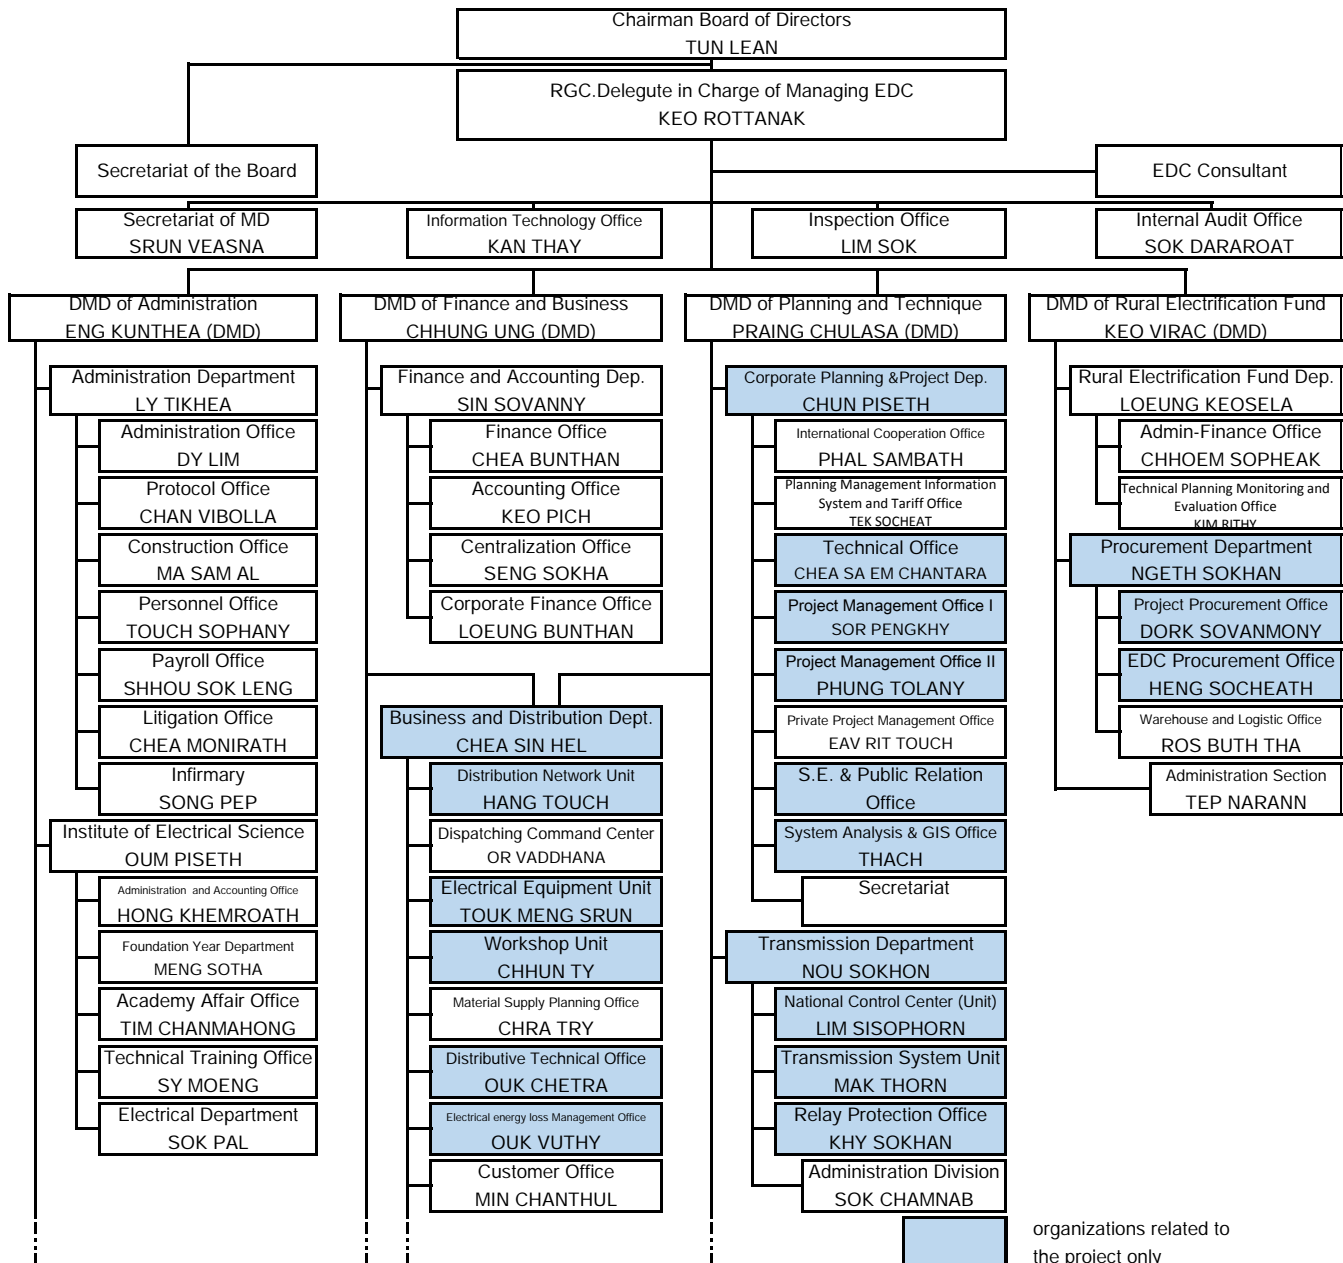 Chairman Board of Directors
TUN LEAN
RGC.Delegute in Charge of Managing EDC
KEO ROTTANAK
Secretariat of the Board
EDC Consultant
Secretariat of MD
SRUN VEASNA
Information Technology Office
KAN THAY
Inspection Office
LIM SOK
Internal Audit Office
SOK DARAROAT
DMD of Administration
ENG KUNTHEA (DMD)
DMD of Finance and Business
CHHUNG UNG (DMD)
DMD of Planning and Technique
PRAING CHULASA (DMD)
DMD of Rural Electrification Fund
KEO VIRAC (DMD)
Administration Department
LY TIKHEA
Administration Office
DY LIM
Protocol Office
CHAN VIBOLLA
Construction Office
MA SAM AL
Personnel Office
TOUCH SOPHANY
Payroll Office
SHHOU SOK LENG
Litigation Office
CHEA MONIRATH
Infirmary
SONG PEP
Institute of Electrical Science
OUM PISETH
Administration and Accounting Office
HONG KHEMROATH
Foundation Year Department
MENG SOTHA
Academy Affair Office
TIM CHANMAHONG
Technical Training Office
SY MOENG
Electrical Department
SOK PAL
Finance and Accounting Dep.
SIN SOVANNY
Finance Office
CHEA BUNTHAN
Accounting Office
KEO PICH
Centralization Office
SENG SOKHA
Corporate Finance Office
LOEUNG BUNTHAN
Business and Distribution Dept.
CHEA SIN HEL
Distribution Network Unit
HANG TOUCH
Dispatching Command Center
OR VADDHANA
Electrical Equipment Unit
TOUK MENG SRUN
Workshop Unit
CHHUN TY
Material Supply Planning Office
CHRA TRY
Distributive Technical Office
OUK CHETRA
Electrical energy loss Management Office
OUK VUTHY
Customer Office
MIN CHANTHUL
Corporate Planning &Project Dep.
CHUN PISETH
International Cooperation Office
PHAL SAMBATH
Planning Management Information
System and Tariff Office
TEK SOCHEAT
Technical Office
CHEA SA EM CHANTARA
Project Management Office I
SOR PENGKHY
Project Management Office II
PHUNG TOLANY
Private Project Management Office
EAV RIT TOUCH
S.E. & Public Relation
Office
System Analysis & GIS Office
THACH
Secretariat
Transmission Department
NOU SOKHON
National Control Center (Unit)
LIM SISOPHORN
Transmission System Unit
MAK THORN
Relay Protection Office
KHY SOKHAN
Administration Division
SOK CHAMNAB
Rural Electrification Fund Dep.
LOEUNG KEOSELA
Admin-Finance Office
CHHOEM SOPHEAK
Technical Planning Monitoring and
Evaluation Office
KIM RITHY
Procurement Department
NGETH SOKHAN
Project Procurement Office
DORK SOVANMONY
EDC Procurement Office
HENG SOCHEATH
Warehouse and Logistic Office
ROS BUTH THA
Administration Section
TEP NARANN
organizations related to
the project only